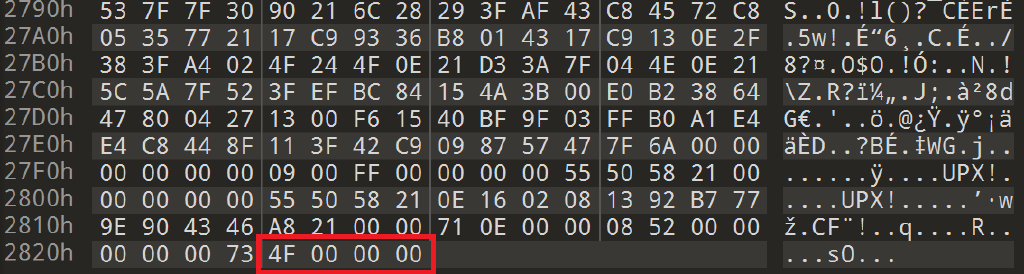 2790h 53 7F 7F 30 90 21 6C 28 29 3F AF 43 C8 45 72 C8 S..0.!l()?¯CÈErÈ
27A0h 05 35 77 21 17 C9 93 36 B8 01 43 17 C9 13 0E 2F .5w!.É“6¸.C.É../
27B0h 38 3F A4 02 4F 24 4F 0E 21 D3 3A 7F 04 4E 0E 21 8?¤.O$O.!Ó:..N.!
27C0h 5C 5A 7F 52 3F EF BC 84 15 4A 3B 00 E0 B2 38 64 \Z.R?ï¼„.J;.à²8d
27D0h 47 80 04 27 13 00 F6 15 40 BF 9F 03 FF B0 A1 E4 G€.'..ö.@¿Ÿ.ÿ°¡ä
27E0h E4 C8 44 8F 11 3F 42 C9 09 87 57 47 7F 6A 00 00 äÈD..?BÉ.‡WG.j..
27F0h 00 00 00 00 09 00 FF 00 00 00 00 55 50 58 21 00 ......ÿ....UPX!.
2800h 00 00 00 00 55 50 58 21 0E 16 02 08 13 92 B7 77 ....UPX!.....’·w
2810h 9E 90 43 46 A8 21 00 00 71 0E 00 00 08 52 00 00 ž.CF¨!..q....R..
2820h 00 00 00 73 4F 00 00 00 ...sO...